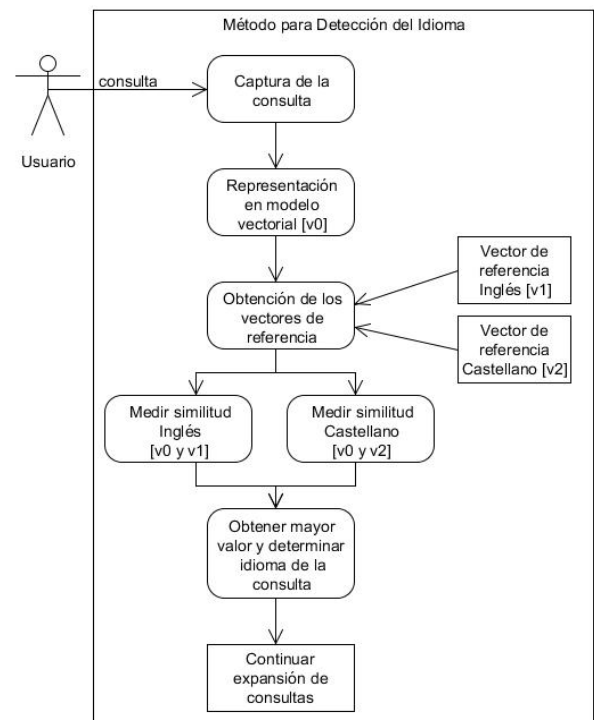 Método para Detección del Idioma
consulta
Usuario
Captura de la
consulta
Representación
en modelo
vectorial [v0]
Obtención de los
vectores de
referencia
Vector de
referencia
Inglés [v1]
Vector de
referencia
Castellano [v2]
Medir similitud
Inglés
[v0 y v1]
Medir similitud
Castellano
[v0 y v2]
Obtener mayor
valor y determinar
idioma de la
consulta
Continuar
expansión de
consultas